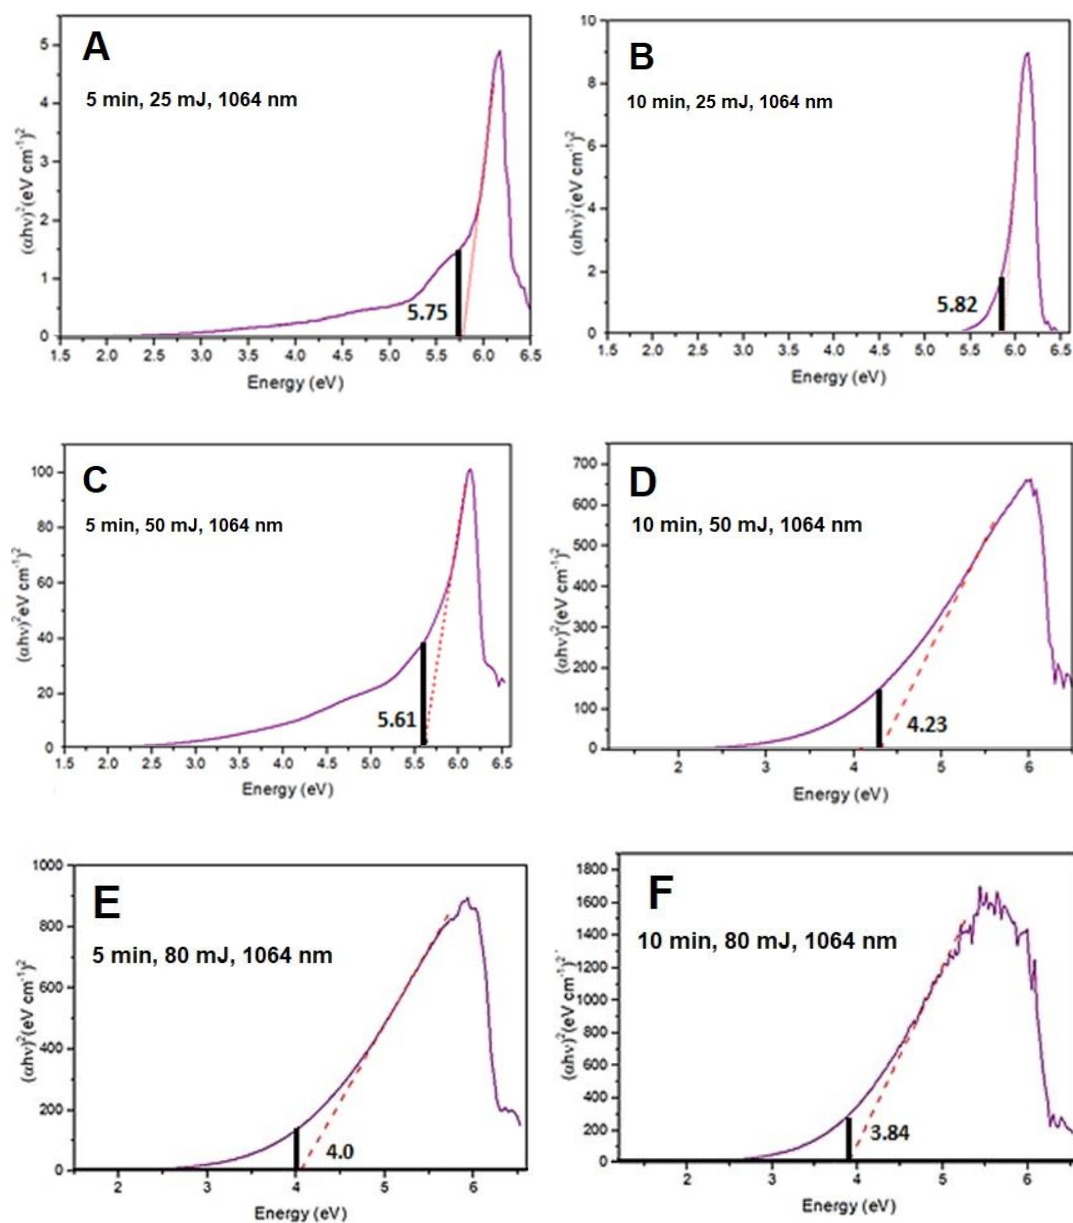 A
5 min, 25 mJ, 1064 nm
(αhν)²(eV cm⁻¹)²
5
4
3
2
1
0
5.75
1.5 2.0 2.5 3.0 3.5 4.0 4.5 5.0 5.5 6.0 6.5
Energy (eV)
B
10 min, 25 mJ, 1064 nm
(αhν)²(eV cm⁻¹)²
10
8
6
4
2
0
5.82
1.5 2.0 2.5 3.0 3.5 4.0 4.5 5.0 5.5 6.0 6.5
Energy (eV)
C
5 min, 50 mJ, 1064 nm
(αhν)²eV cm⁻¹)²
100
80
60
40
20
0
5.61
1.5 2.0 2.5 3.0 3.5 4.0 4.5 5.0 5.5 6.0 6.5
Energy (eV)
D
10 min, 50 mJ, 1064 nm
(αhν)²(eV cm⁻¹)²
700
600
500
400
300
200
100
0
4.23
2 3 4 5 6
Energy (eV)
E
5 min, 80 mJ, 1064 nm
(αhν)²(eV cm⁻¹)²
1000
800
600
400
200
0
4.0
2 3 4 5 6
Energy (eV)
F
10 min, 80 mJ, 1064 nm
(αhν)²(eV cm⁻¹)²
1800
1600
1400
1200
1000
800
600
400
200
0
3.84
2 3 4 5 6
Energy (eV)